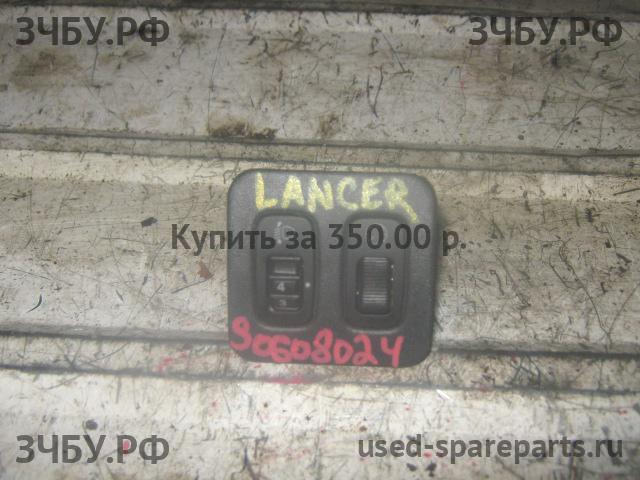 ЗЧБУ.РФ
ЗЧБУ.РФ
LANCER
Купить за 350.00 р.
4
3
90608024
ЗЧБУ.РФ
used-spareparts.ru